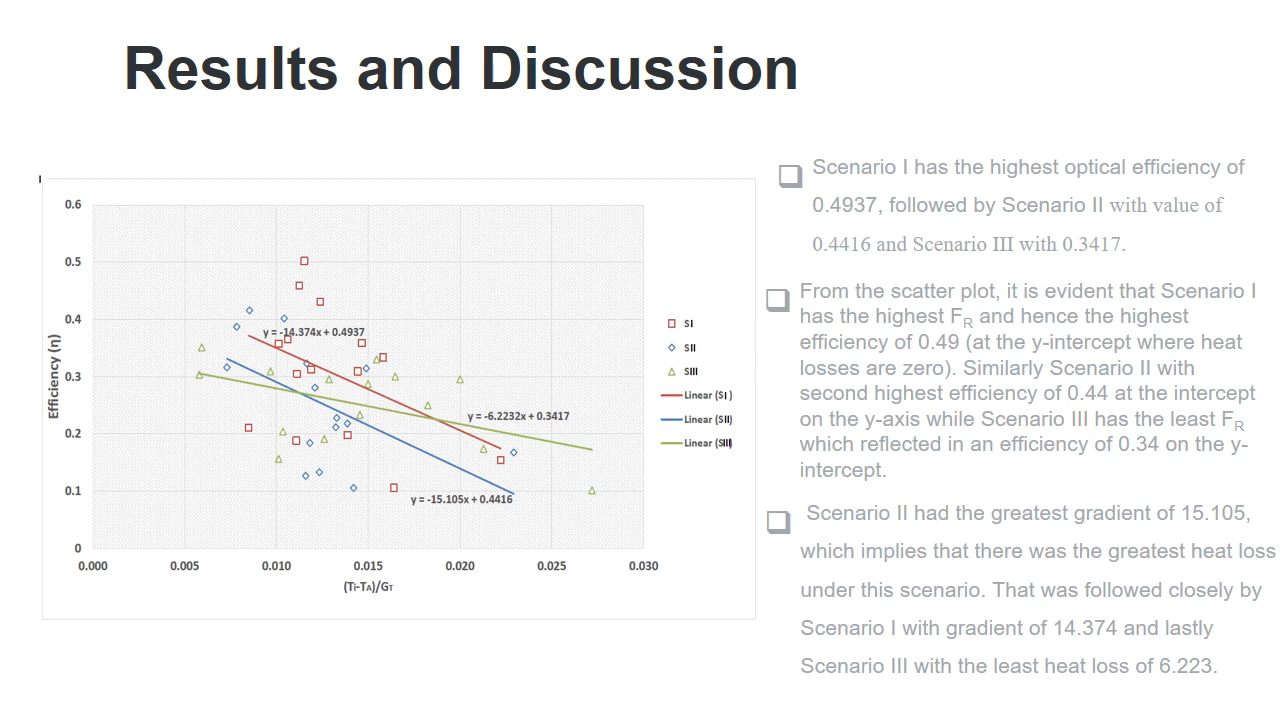 Results and Discussion
0.6
0.5
0.4
0.3
0.2
0.1
0
Efficiency (n)
0.000
0.005
0.010
0.015
0.020
0.025
0.030
(TI-TA)/GT
y = -14.374x + 0.4937
y = -6.2232x + 0.3417
y = -15.105x + 0.4416
SI
SII
SIII
Linear (SI)
Linear (SII)
Linear (SIII)
❑ Scenario I has the highest optical efficiency of
0.4937, followed by Scenario II with value of
0.4416 and Scenario III with 0.3417.
❑ From the scatter plot, it is evident that Scenario I
has the highest FR and hence the highest
efficiency of 0.49 (at the y-intercept where heat
losses are zero). Similarly Scenario II with
second highest efficiency of 0.44 at the intercept
on the y-axis while Scenario III has the least FR
which reflected in an efficiency of 0.34 on the y-
intercept.
❑ Scenario II had the greatest gradient of 15.105,
which implies that there was the greatest heat loss
under this scenario. That was followed closely by
Scenario I with gradient of 14.374 and lastly
Scenario III with the least heat loss of 6.223.